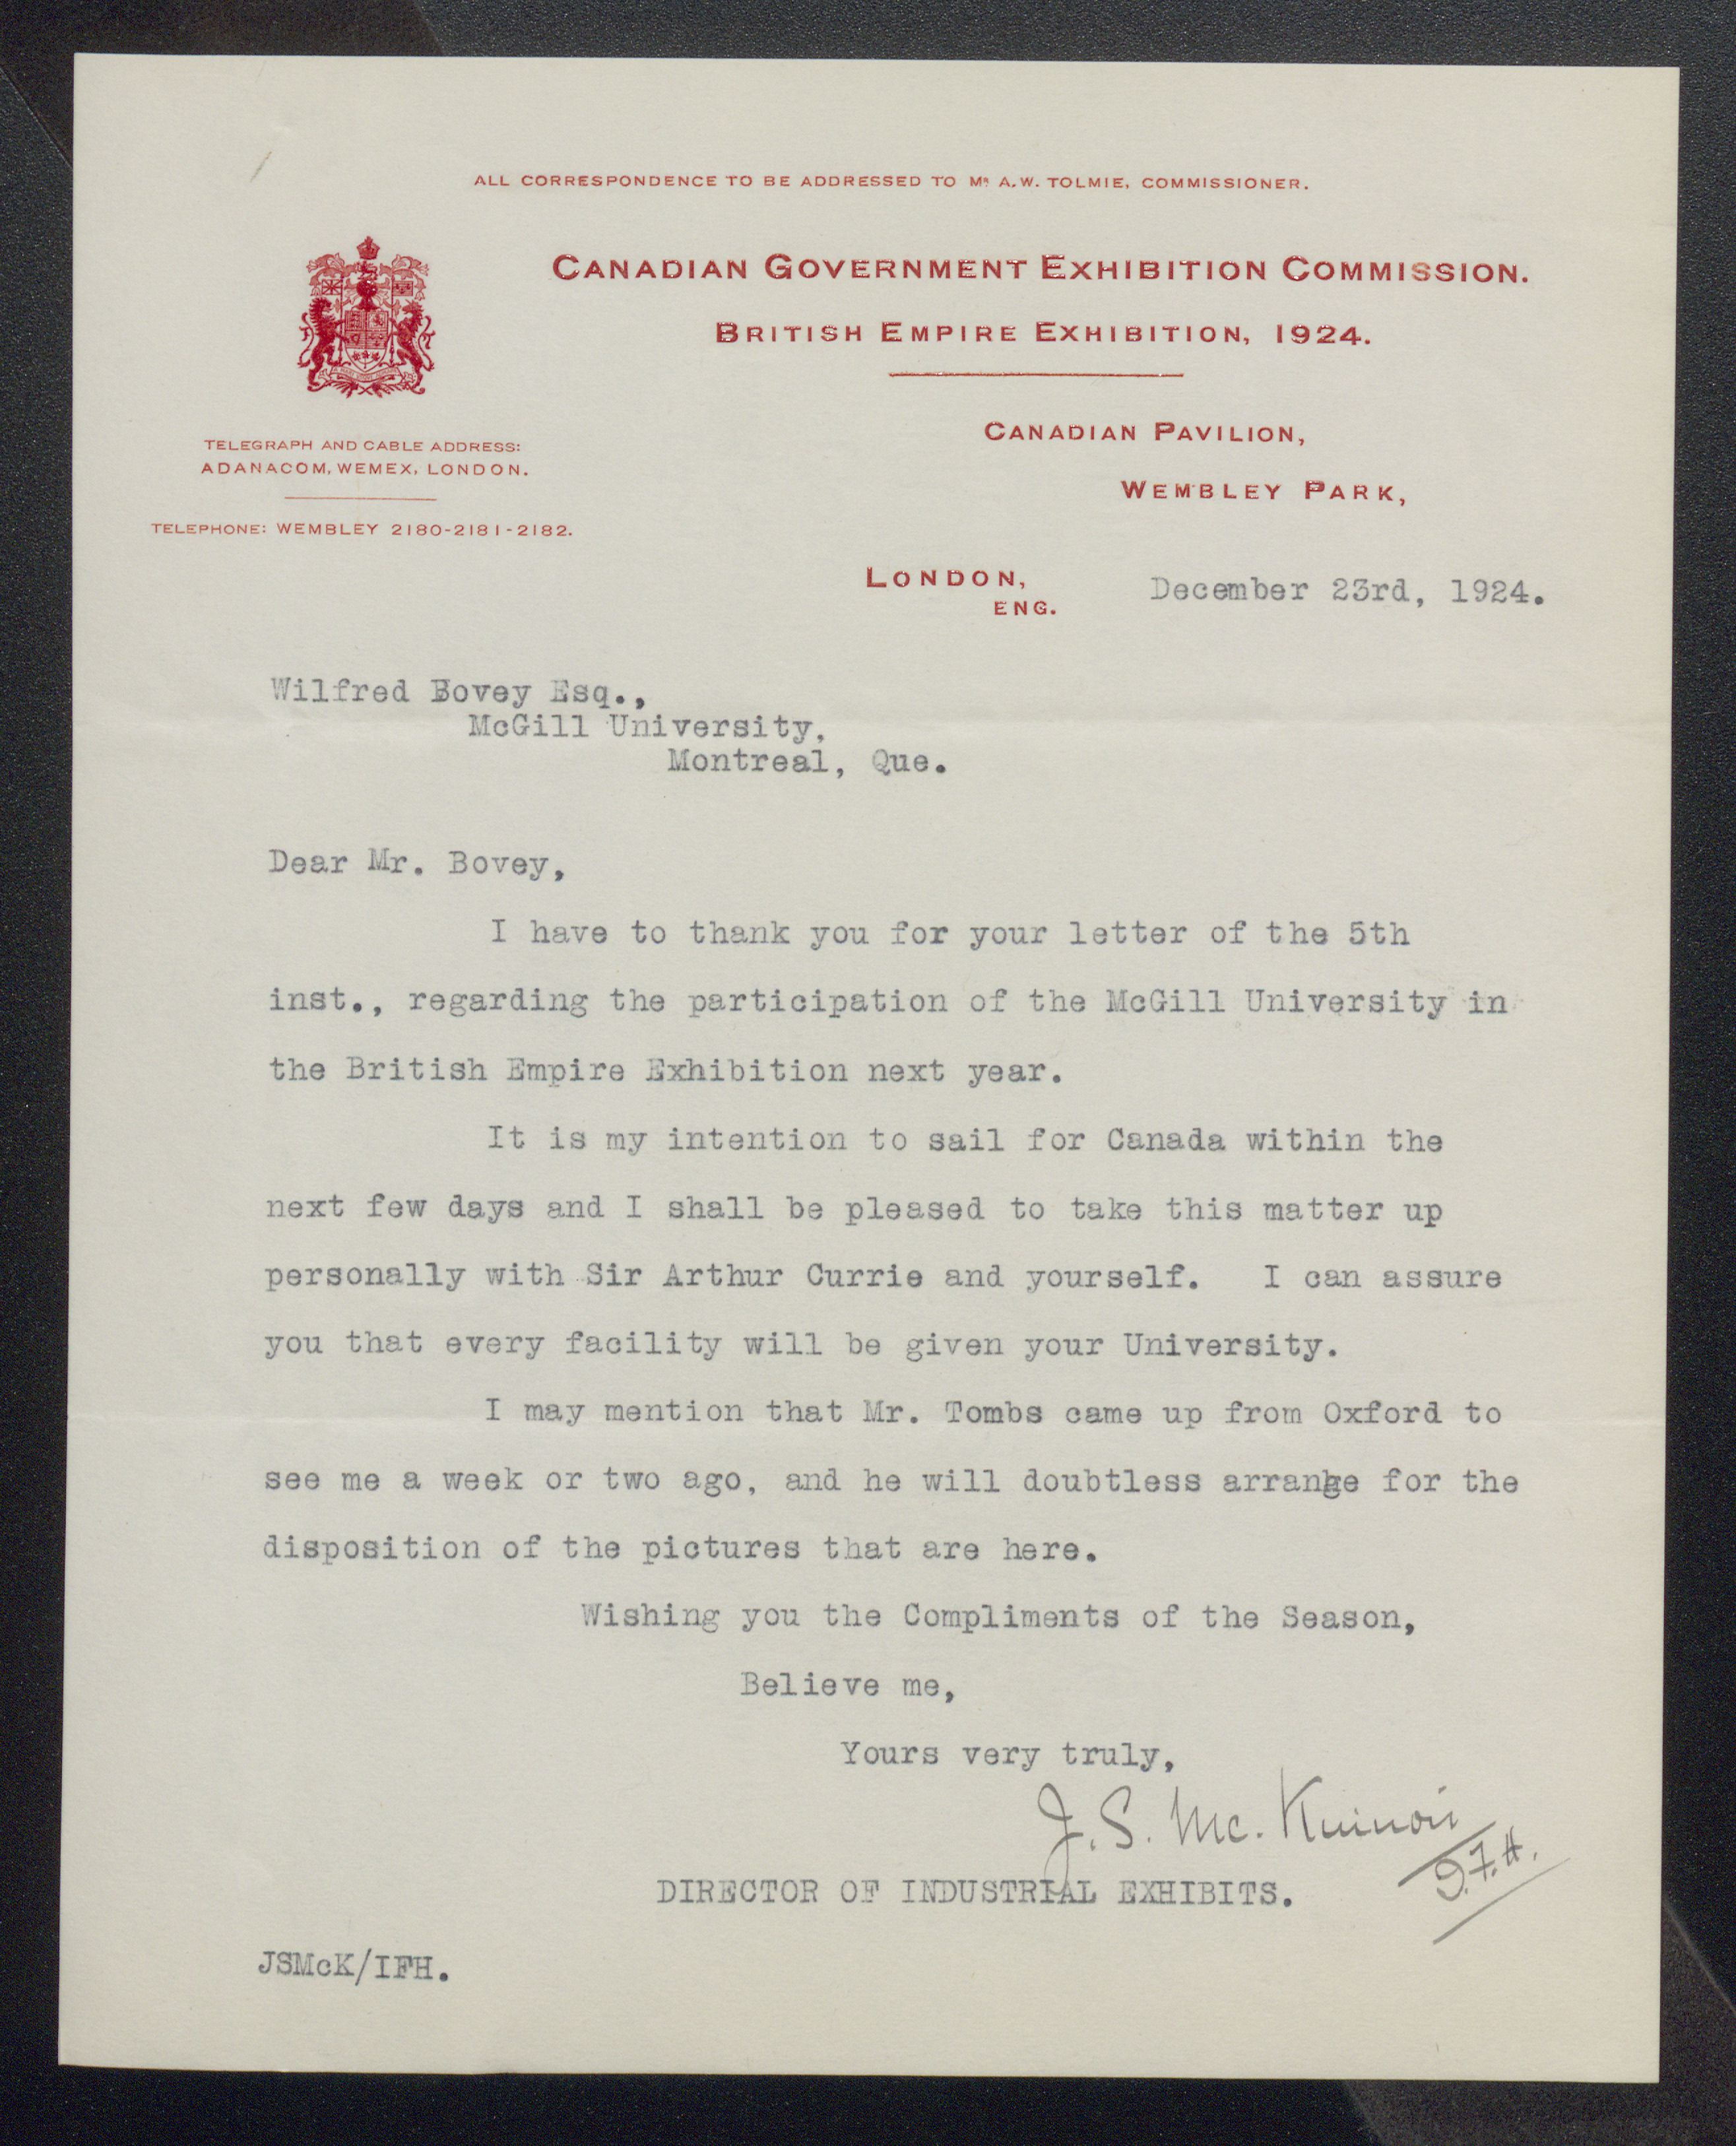 ALL CORRESPONDENCE TO BE ADDRESSED TO MR A.W. TOLMIE, COMMISSIONER.
CANADIAN GOVERNMENT EXHIBITION COMMISSION.
BRITISH EMPIRE EXHIBITION, 1924.
CANADIAN PAVILION,
TELEGRAPH AND CABLE ADDRESS:
ADANACOM, WEMEX, LONDON.
WEMBLEY PARK,
TELEPHONE: WEMBLEY 2180-2181-2182.
LONDON,
ENG.
December 23rd, 1924.
Wilfred Bovey Esq.,
McGill University,
Montreal, Que.
Dear Mr. Bovey,
I have to thank you for your letter of the 5th
inst., regarding the participation of the McGill University in
the British Empire Exhibition next year.
It is my intention to sail for Canada within the
next few days and I shall be pleased to take this matter up
personally with Sir Arthur Currie and yourself. I can assure
you that every facility will be given your University.
I may mention that Mr. Tombs came up from Oxford to
see me a week or two ago, and he will doubtless arrange for the
disposition of the pictures that are here.
Wishing you the Compliments of the Season,
Believe me,
Yours very truly,
J. S. Mc. Kinnon
DIRECTOR OF INDUSTRIAL EXHIBITS.
JSMcK/IFH.